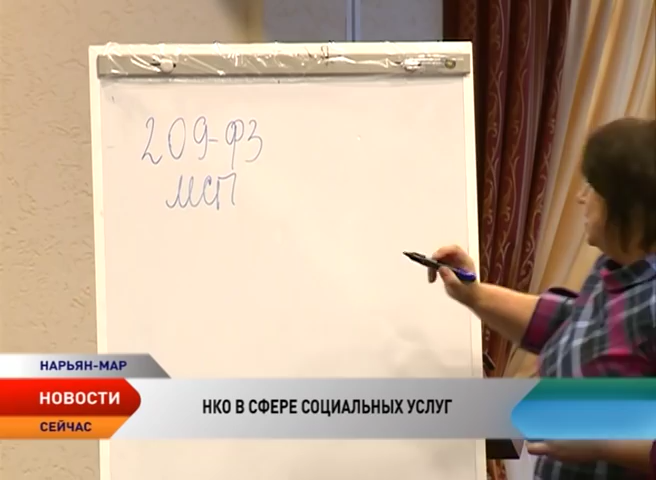 209-ФЗ
МСП
НАРЬЯН-МАР
НОВОСТИ
СЕЙЧАС
НКО В СФЕРЕ СОЦИАЛЬНЫХ УСЛУГ